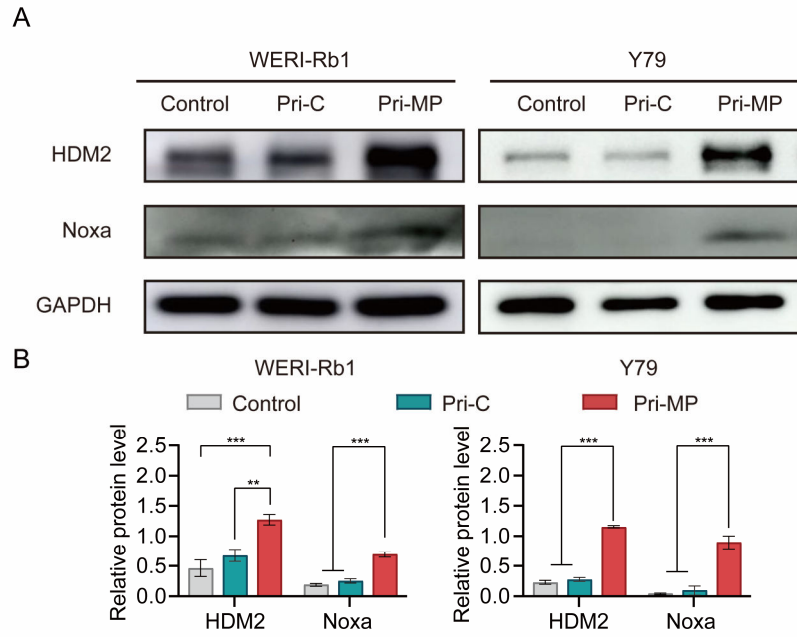 A
WERI-Rb1 Y79
Control Pri-C Pri-MP Control Pri-C Pri-MP
HDM2
Noxa
GAPDH
B
WERI-Rb1 Y79
Control Pri-C Pri-MP
Relative protein level
2.5
2.0
1.5
1.0
0.5
0.0
*** ** ***
HDM2 Noxa
Relative protein level
2.5
2.0
1.5
1.0
0.5
0.0
*** ***
HDM2 Noxa